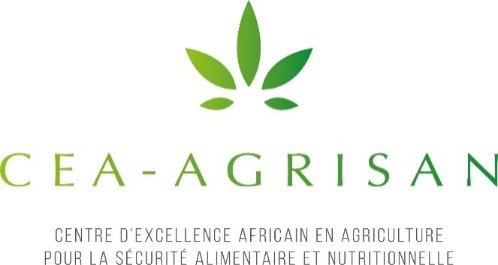 CEA-AGRISAN
CENTRE D'EXCELLENCE AFRICAIN EN AGRICULTURE
POUR LA SÉCURITÉ ALIMENTAIRE ET NUTRITIONNELLE